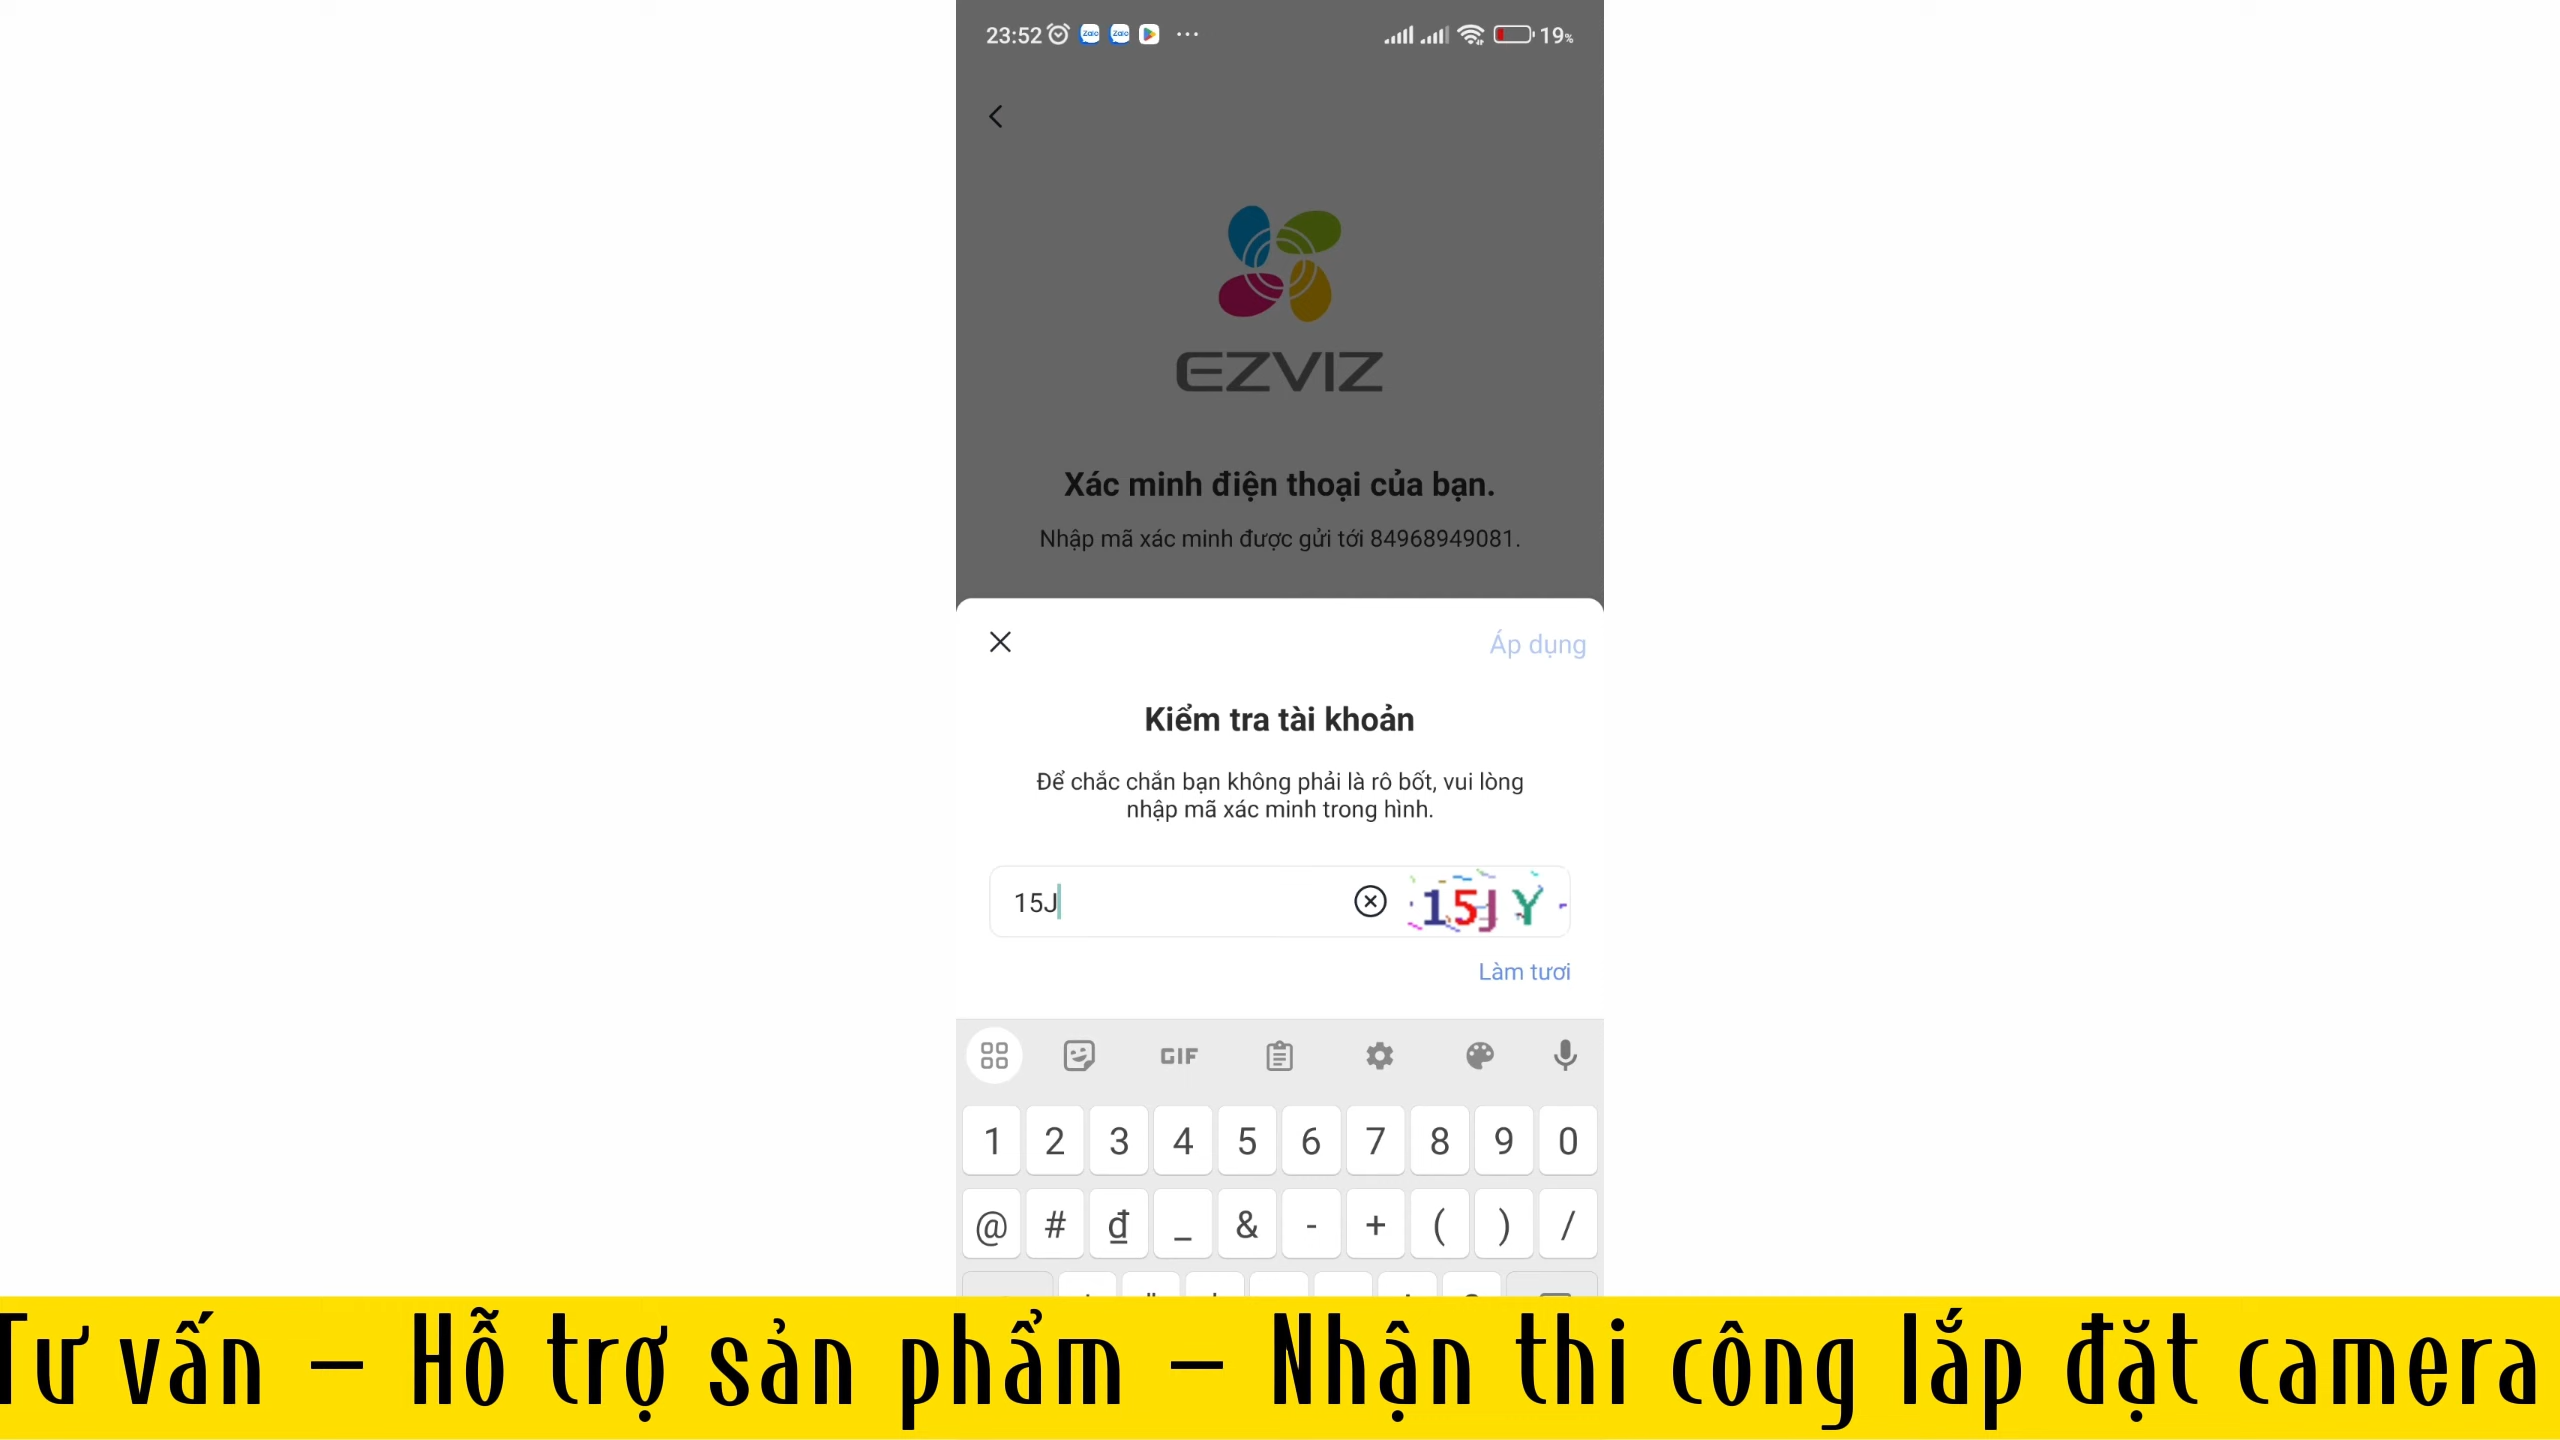 23:52 Zalo Zalo ... 19%
EZVIZ
Xác minh điện thoại của bạn.
Nhập mã xác minh được gửi tới 84968949081.
Áp dụng
Kiểm tra tài khoản
Để chắc chắn bạn không phải là rô bốt, vui lòng
nhập mã xác minh trong hình.
15J 15JY
Làm tươi
GIF
1 2 3 4 5 6 7 8 9 0
@ # đ _ & - + ( ) /
Tư vấn – Hỗ trợ sản phẩm – Nhận thi công lắp đặt camera